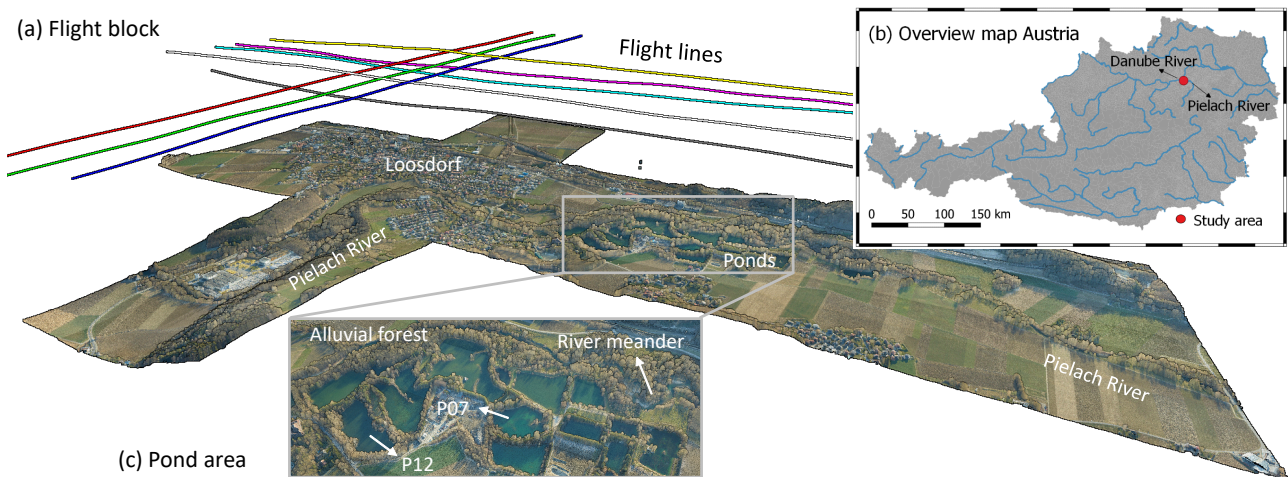 (a) Flight block
Flight lines
Loosdorf
Pielach River
Ponds
Pielach River
(b) Overview map Austria
Danube River
Pielach River
0 50 100 150 km
Study area
Alluvial forest
River meander
P07
P12
(c) Pond area